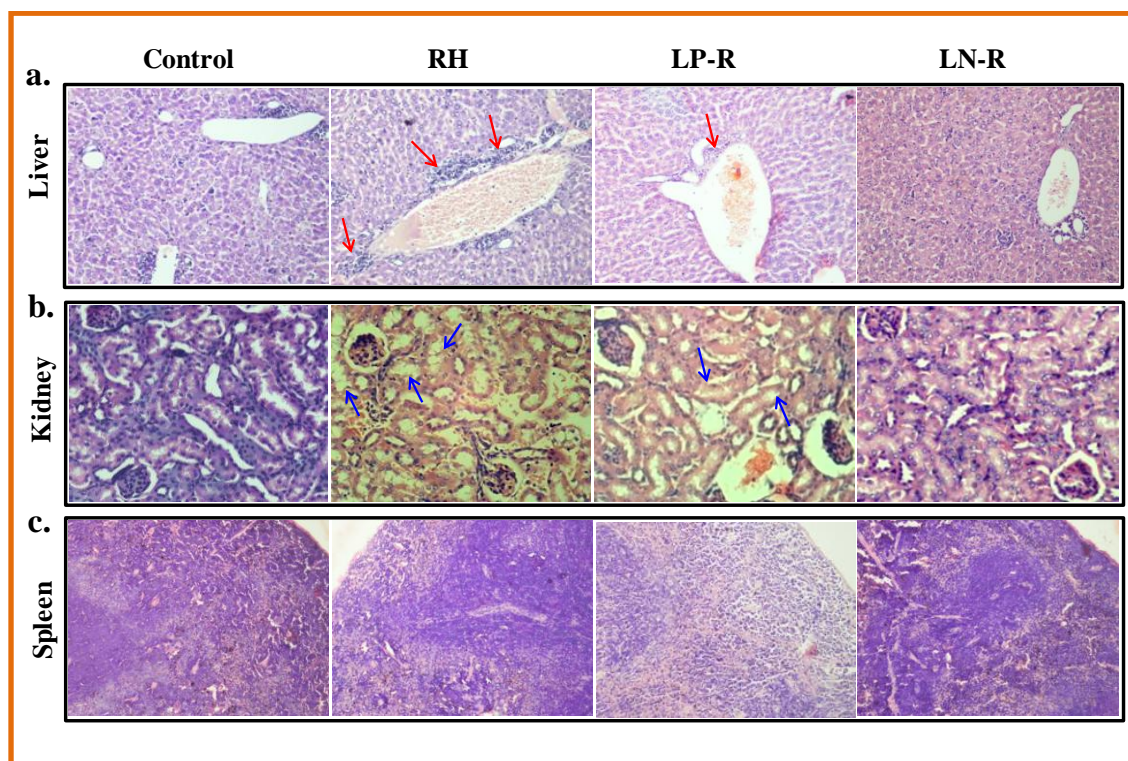 Control RH LP-R LN-R
a.
Liver
b.
Kidney
c.
Spleen